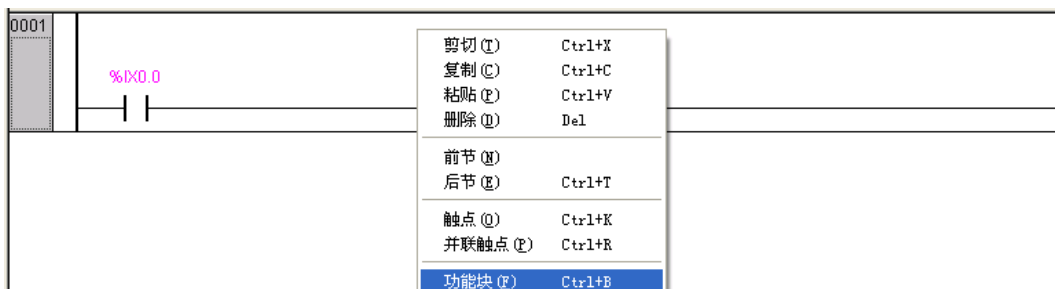 0001
%IX0.0
剪切(T) Ctrl+X
复制(C) Ctrl+C
粘贴(P) Ctrl+V
删除(D) Del
前节(N)
后节(E) Ctrl+T
触点(O) Ctrl+K
并联触点(P) Ctrl+R
功能块(F) Ctrl+B